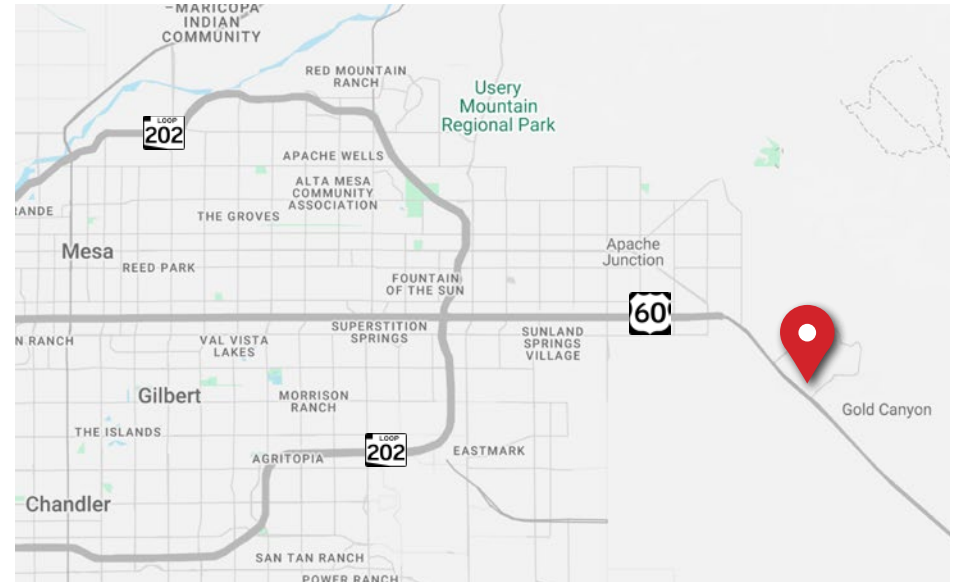 –MARICOPA
INDIAN
COMMUNITY
RED MOUNTAIN
RANCH
Usery
Mountain
Regional Park
LOOP
202
APACHE WELLS
ALTA MESA
COMMUNITY
ASSOCIATION
RANDE
THE GROVES
Mesa
REED PARK
Apache
Junction
FOUNTAIN
OF THE SUN
60
SUPERSTITION
SPRINGS
SUNLAND
SPRINGS
VILLAGE
N RANCH
VAL VISTA
LAKES
Gilbert
MORRISON
RANCH
Gold Canyon
THE ISLANDS
LOOP
202
AGRITOPIA
EASTMARK
Chandler
SAN TAN RANCH
POWER RANCH